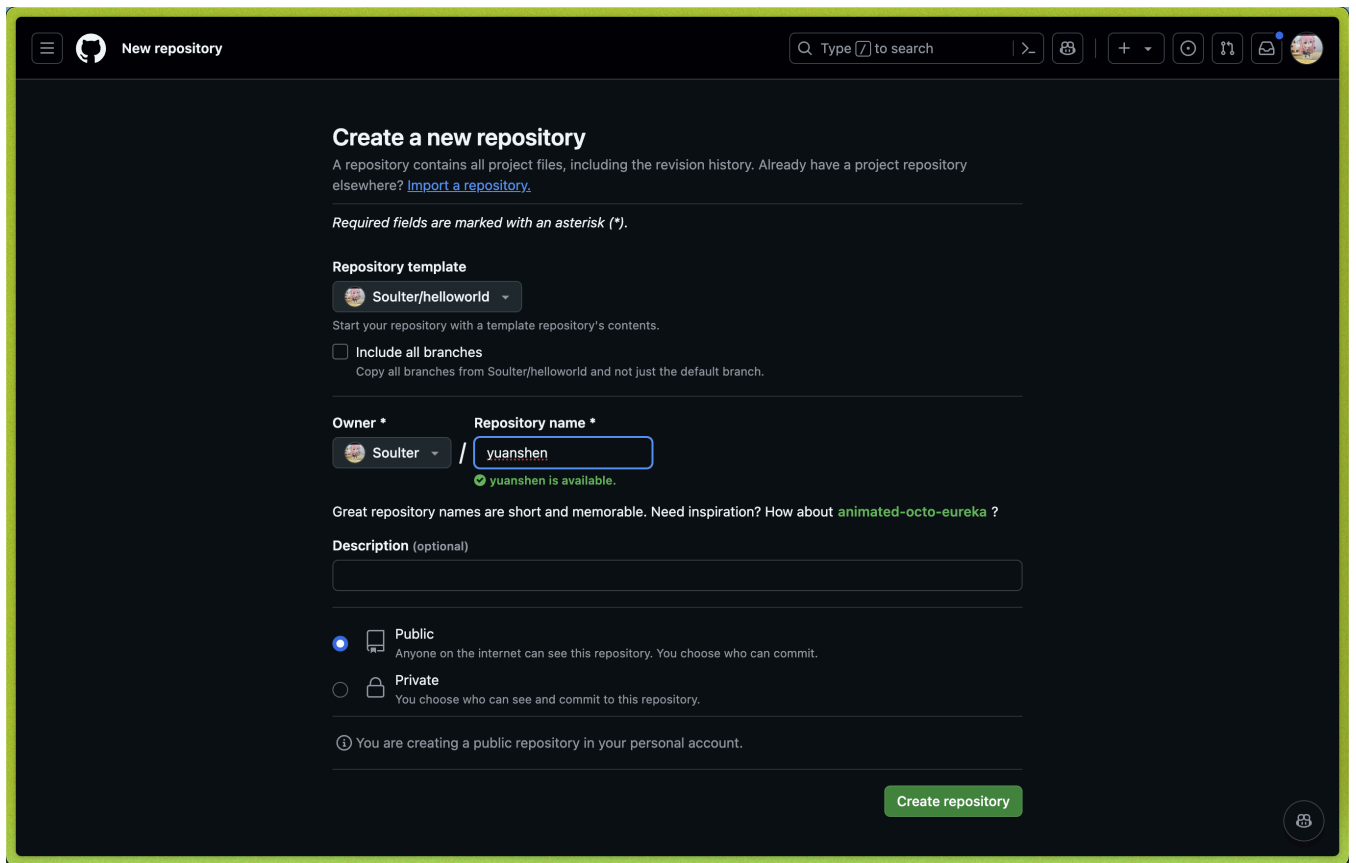 New repository
Type / to search
Create a new repository
A repository contains all project files, including the revision history. Already have a project repository
elsewhere? Import a repository.
Required fields are marked with an asterisk (*).
Repository template
Soulter/helloworld
Start your repository with a template repository's contents.
Include all branches
Copy all branches from Soulter/helloworld and not just the default branch.
Owner * Repository name *
Soulter / yuanshen
yuanshen is available.
Great repository names are short and memorable. Need inspiration? How about animated-octo-eureka ?
Description (optional)
Public
Anyone on the internet can see this repository. You choose who can commit.
Private
You choose who can see and commit to this repository.
You are creating a public repository in your personal account.
Create repository